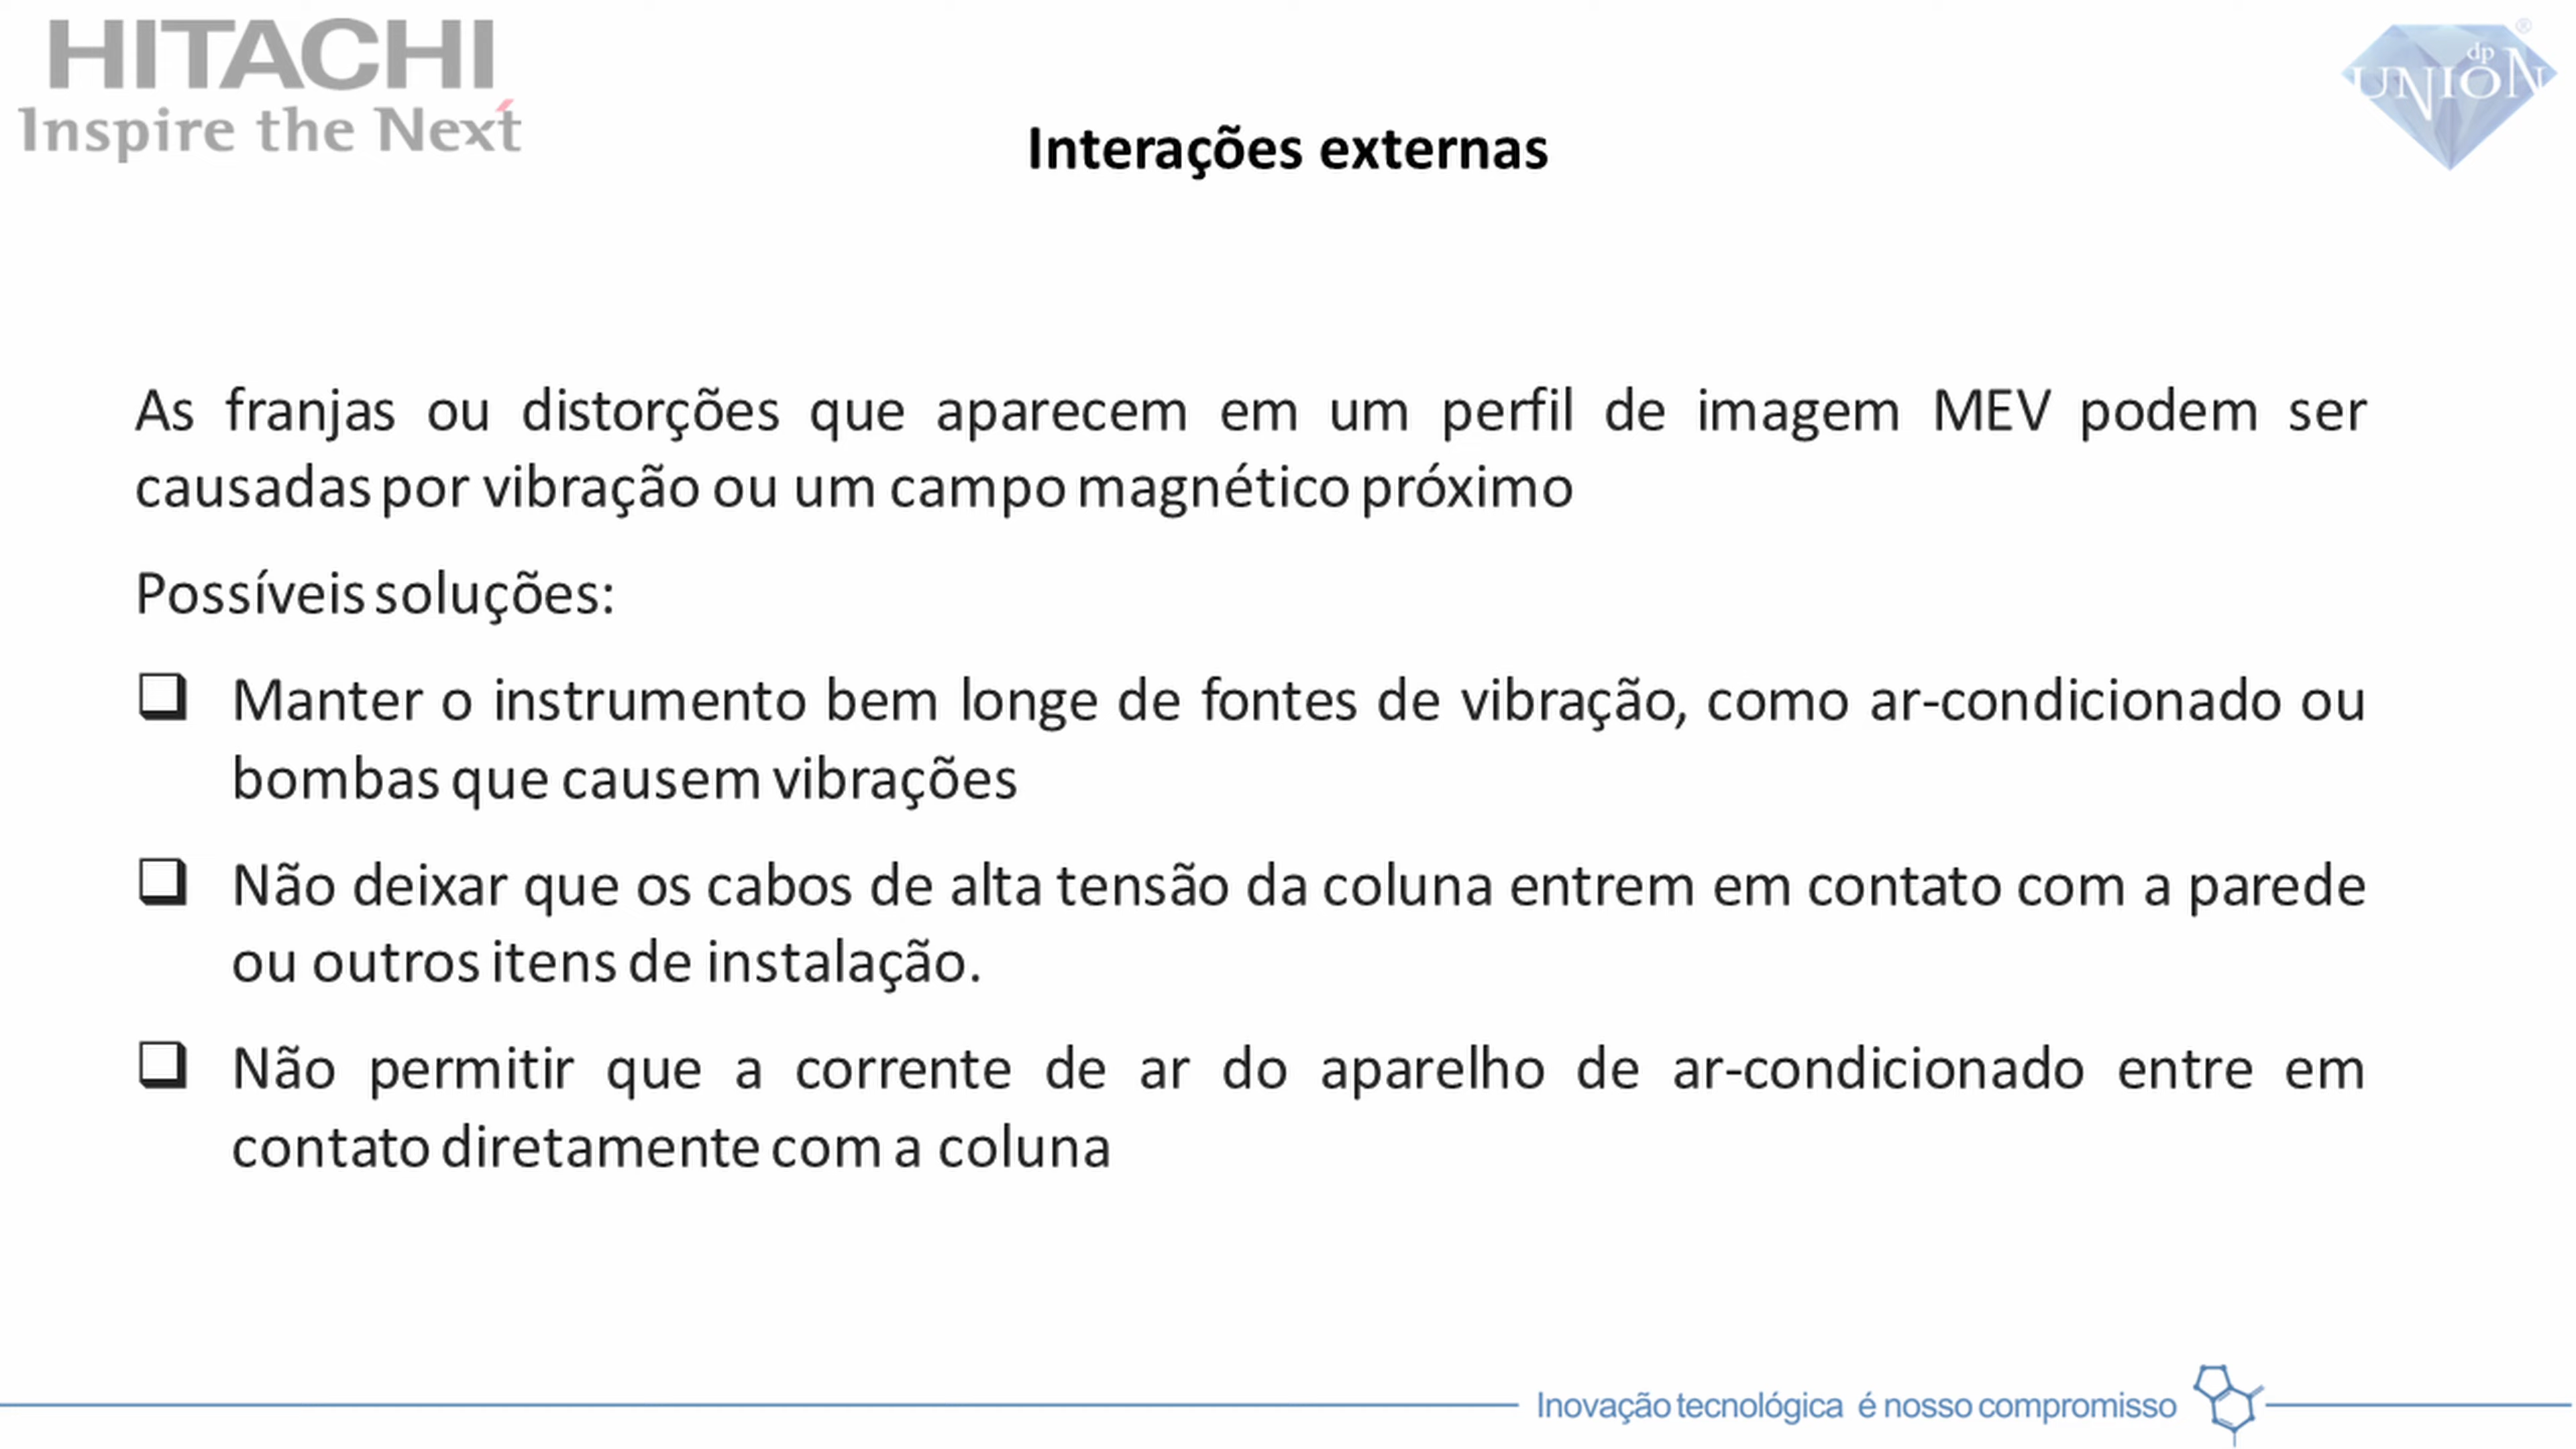 HITACHI
Inspire the Next
dp
UNION
®
Interações externas
As franjas ou distorções que aparecem em um perfil de imagem MEV podem ser
causadas por vibração ou um campo magnético próximo
Possíveis soluções:
❑ Manter o instrumento bem longe de fontes de vibração, como ar-condicionado ou
bombas que causem vibrações
❑ Não deixar que os cabos de alta tensão da coluna entrem em contato com a parede
ou outros itens de instalação.
❑ Não permitir que a corrente de ar do aparelho de ar-condicionado entre em
contato diretamente com a coluna
Inovação tecnológica é nosso compromisso